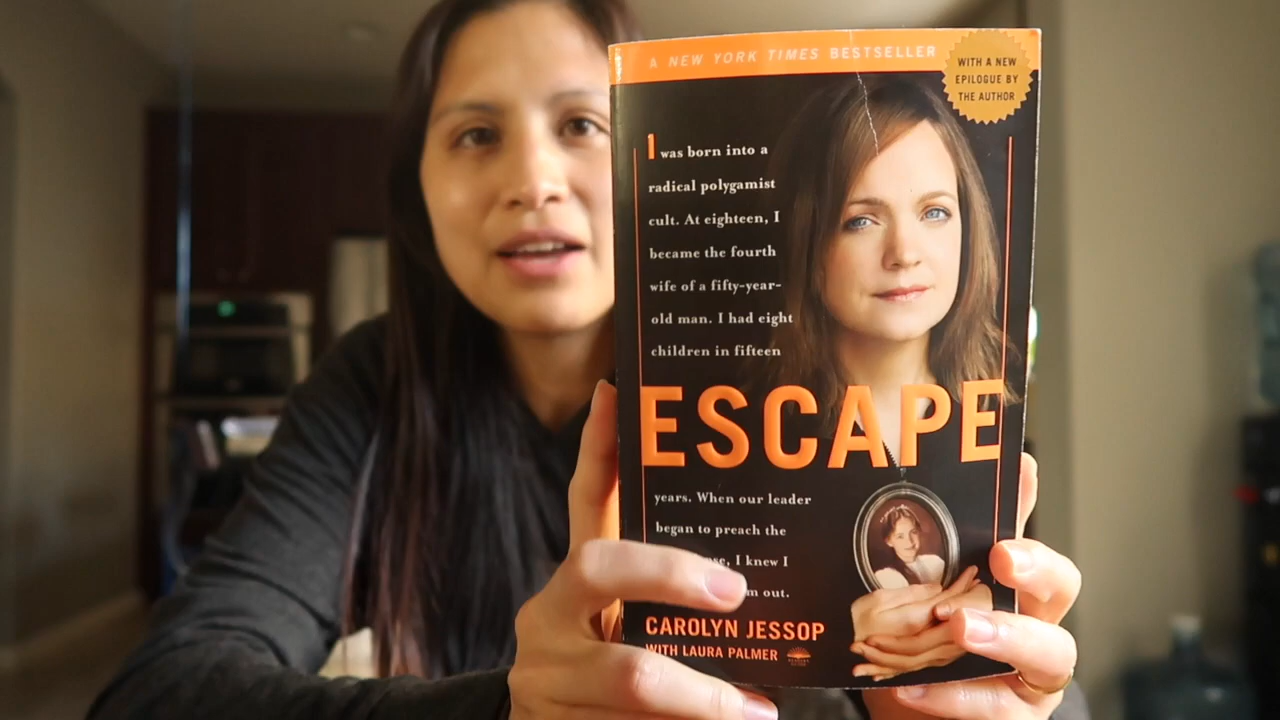 A NEW YORK TIMES BESTSELLER
WITH A NEW
EPILOGUE BY
THE AUTHOR
I was born into a
radical polygamist
cult. At eighteen, I
became the fourth
wife of a fifty-year-
old man. I had eight
children in fifteen
ESCAPE
years. When our leader
began to preach the
I knew I
out.
CAROLYN JESSOP
WITH LAURA PALMER